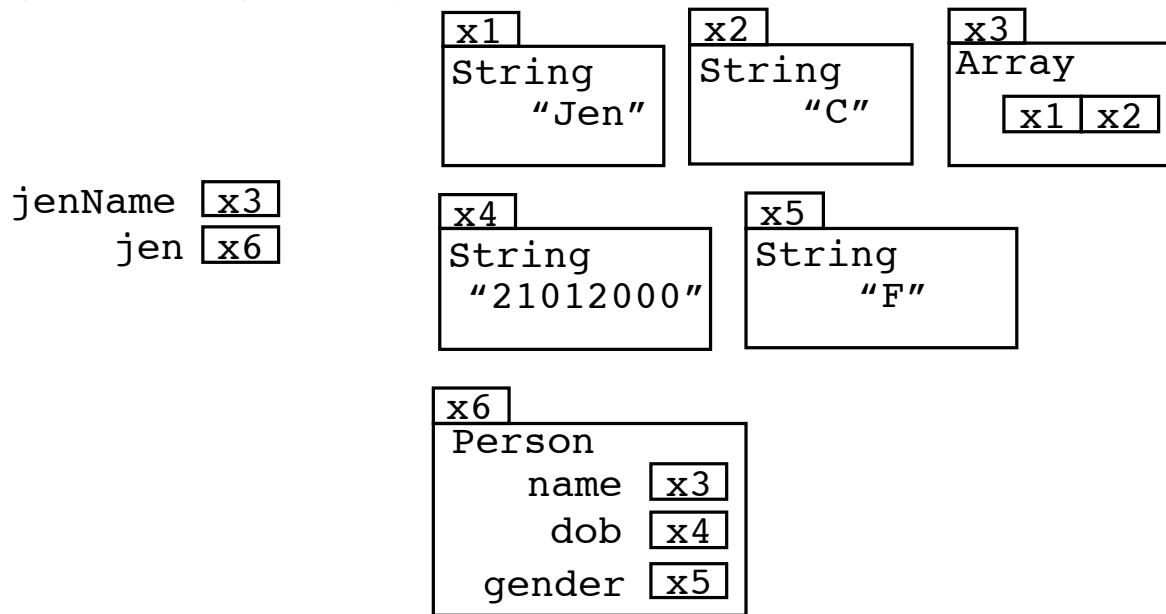 x1
String
“Jen”
x2
String
“C”
x3
Array
x1 x2
jenName x3
jen x6
x4
String
“21012000”
x5
String
“F”
x6
Person
name x3
dob x4
gender x5